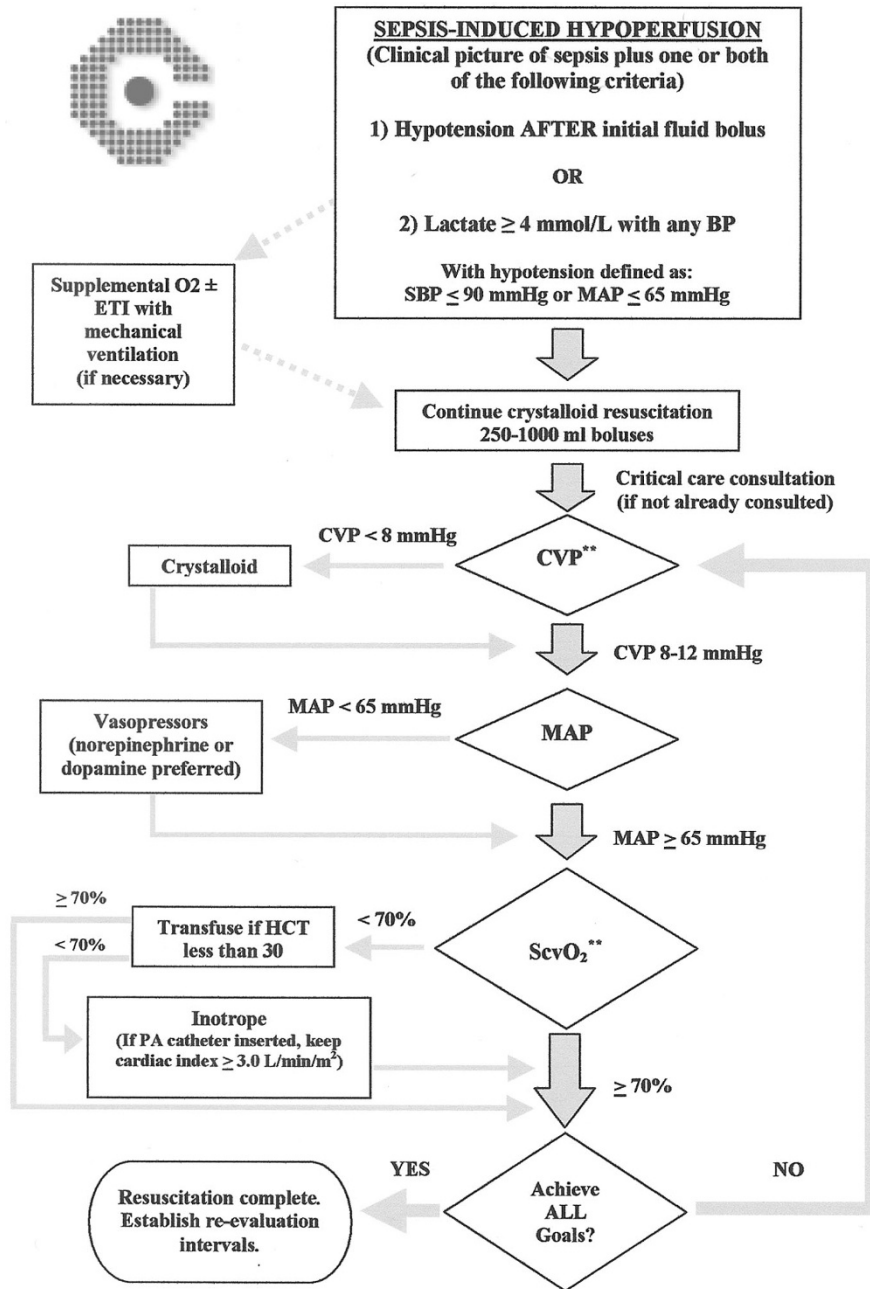 SEPSIS-INDUCED HYPOPERFUSION
(Clinical picture of sepsis plus one or both
of the following criteria)
1) Hypotension AFTER initial fluid bolus
OR
2) Lactate ≥ 4 mmol/L with any BP
With hypotension defined as:
SBP ≤ 90 mmHg or MAP ≤ 65 mmHg
Supplemental O2 ±
ETI with
mechanical
ventilation
(if necessary)
Continue crystalloid resuscitation
250-1000 ml boluses
Critical care consultation
(if not already consulted)
CVP**
CVP < 8 mmHg
Crystalloid
CVP 8-12 mmHg
MAP
MAP < 65 mmHg
Vasopressors
(norepinephrine or
dopamine preferred)
MAP ≥ 65 mmHg
ScvO₂**
< 70%
Transfuse if HCT
less than 30
≥ 70%
< 70%
Inotrope
(If PA catheter inserted, keep
cardiac index ≥ 3.0 L/min/m²)
≥ 70%
Achieve
ALL
Goals?
YES
NO
Resuscitation complete.
Establish re-evaluation
intervals.